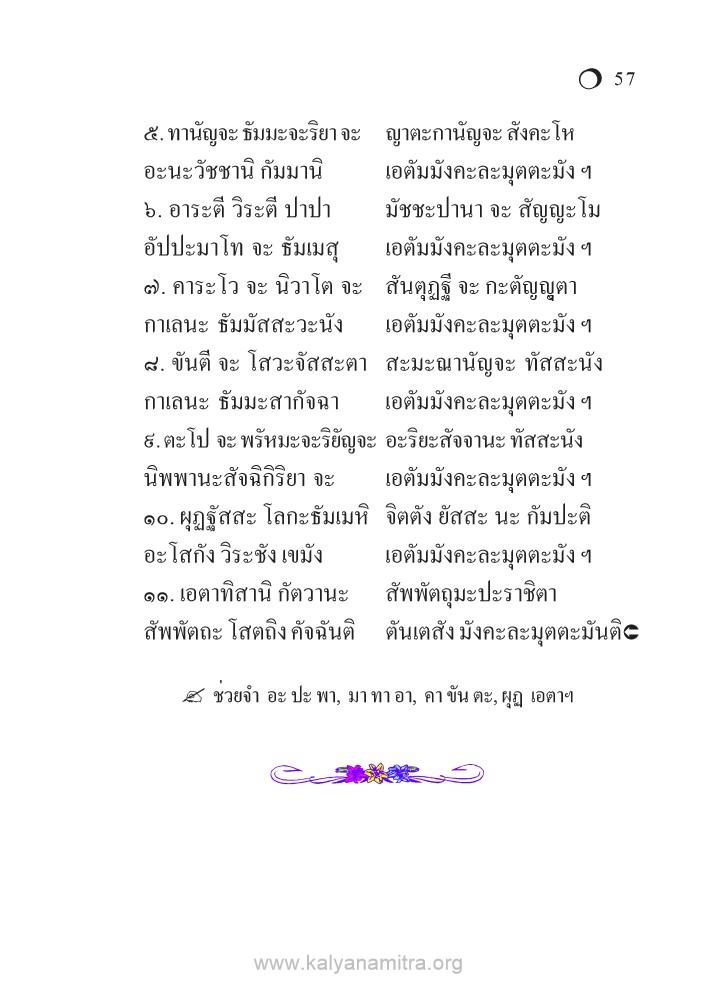 57
๕. ทานัญจะ ธัมมะจะริยา จะ ญาตะกานัญจะ สังคะโห
อะนะวัชชานิ กัมมานิ เอตัมมังคะละมุตตะมัง ฯ
๖. อาระตี วิระตี ปาปา มัชชะปานา จะ สัญญะโม
อัปปะมาโท จะ ธัมเมสุ เอตัมมังคะละมุตตะมัง ฯ
๗. คาระโว จะ นิวาโต จะ สันตุฏฐี จะ กะตัญญุตา
กาเลนะ ธัมมัสสะวะนัง เอตัมมังคะละมุตตะมัง ฯ
๘. ขันตี จะ โสวะจัสสะตา สะมะณานัญจะ ทัสสะนัง
กาเลนะ ธัมมะสากัจฉา เอตัมมังคะละมุตตะมัง ฯ
๙. ตะโป จะ พรัหมะจะริยัญจะ อะริยะสัจจานะ ทัสสะนัง
นิพพานะสัจฉิกิริยา จะ เอตัมมังคะละมุตตะมัง ฯ
๑๐. ผุฏฐัสสะ โลกะธัมเมหิ จิตตัง ยัสสะ นะ กัมปะติ
อะโสกัง วิระชัง เขมัง เอตัมมังคะละมุตตะมัง ฯ
๑๑. เอตาทิสานิ กัตวานะ สัพพัตถุมะปะราชิตา
สัพพัตถะ โสตถิง คัจฉันติ ตันเตสัง มังคะละมุตตะมันติ
ช่วยจำ อะ ปะ พา, มา ทา อา, คา ขัน ตะ, ผุฏ เอตาฯ
www.kalyanamitra.org